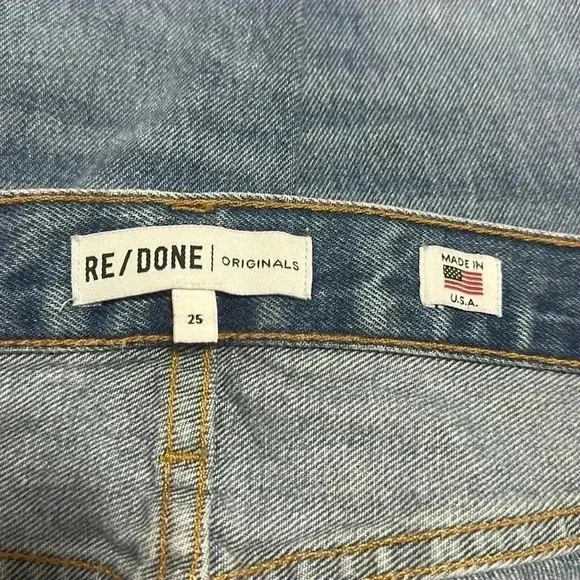 RE/DONE | ORIGINALS
25
MADE IN
U.S.A.